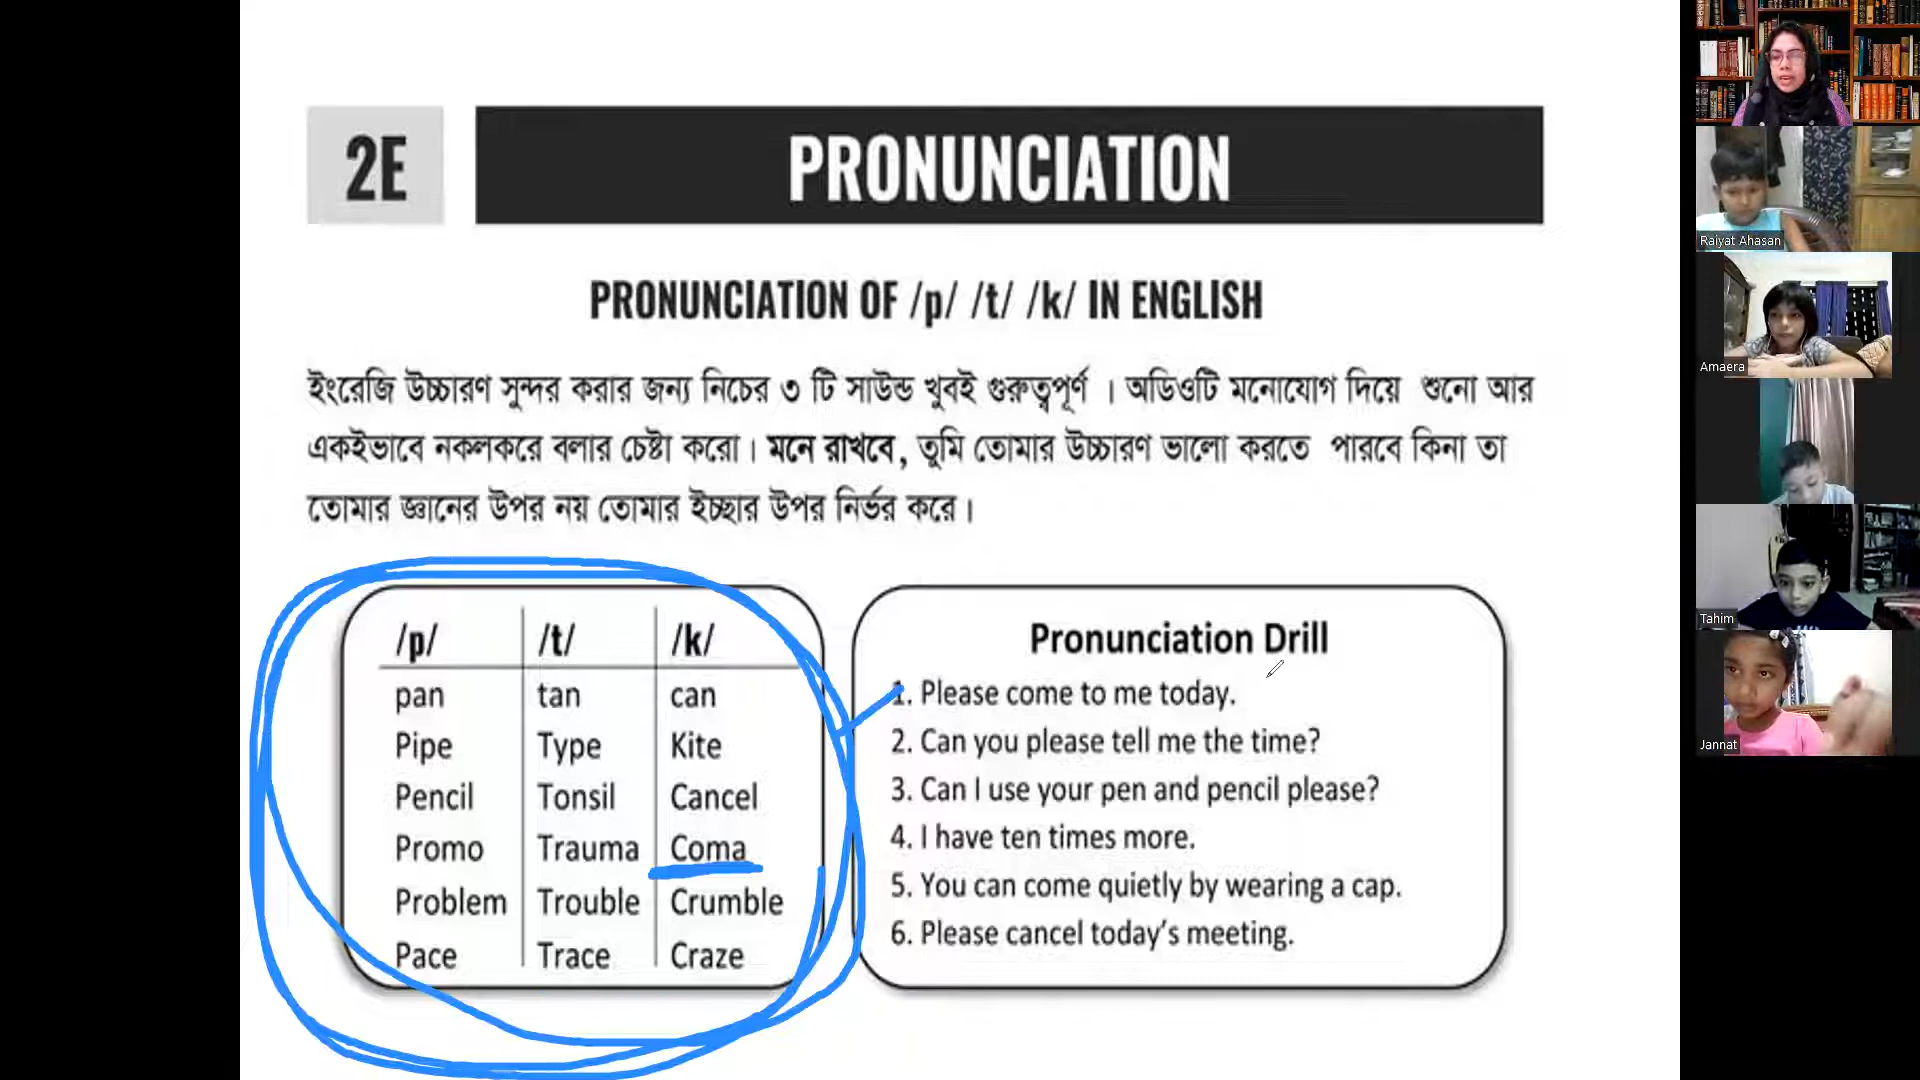 2E
PRONUNCIATION
PRONUNCIATION OF /p/ /t/ /k/ IN ENGLISH
ইংরেজি উচ্চারণ সুন্দর করার জন্য নিচের ৩ টি সাউন্ড খুবই গুরুত্বপূর্ণ । অডিওটি মনোযোগ দিয়ে শুনো আর
একইভাবে নকলকরে বলার চেষ্টা করো। মনে রাখবে, তুমি তোমার উচ্চারণ ভালো করতে পারবে কিনা তা
তোমার জ্ঞানের উপর নয় তোমার ইচ্ছার উপর নির্ভর করে।
/p/ /t/ /k/
pan tan can
Pipe Type Kite
Pencil Tonsil Cancel
Promo Trauma Coma
Problem Trouble Crumble
Pace Trace Craze
Pronunciation Drill
1. Please come to me today.
2. Can you please tell me the time?
3. Can I use your pen and pencil please?
4. I have ten times more.
5. You can come quietly by wearing a cap.
6. Please cancel today's meeting.
Raiyat Ahasan
Amaera
Tahim
Jannat